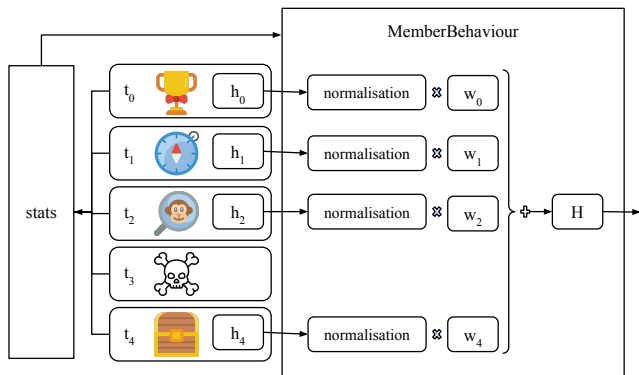 MemberBehaviour
stats
t0 h0 normalisation w0
t1 h1 normalisation w1
t2 h2 normalisation w2
H
t3
t4 h4 normalisation w4